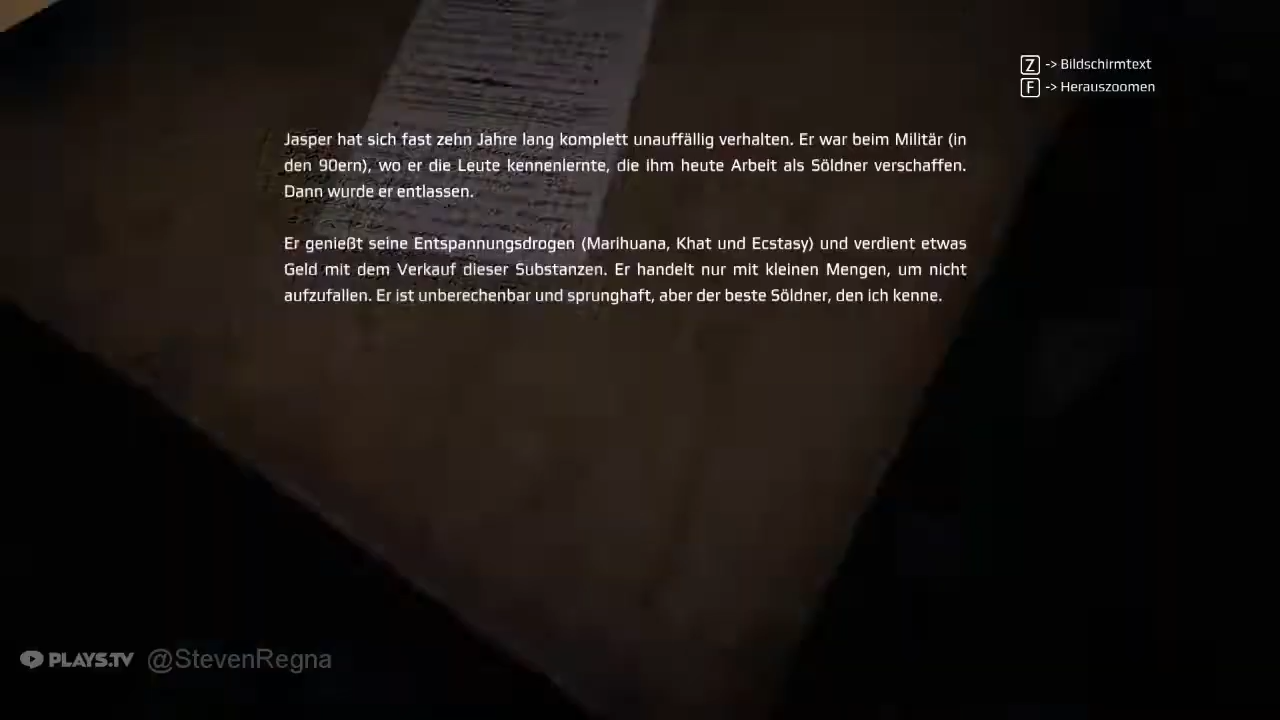 Z -> Bildschirmtext
F -> Herauszoomen
Jasper hat sich fast zehn Jahre lang komplett unauffällig verhalten. Er war beim Militär (in
den 90ern), wo er die Leute kennenlernte, die ihm heute Arbeit als Söldner verschaffen.
Dann wurde er entlassen.
Er genießt seine Entspannungsdrogen (Marihuana, Khat und Ecstasy) und verdient etwas
Geld mit dem Verkauf dieser Substanzen. Er handelt nur mit kleinen Mengen, um nicht
aufzufallen. Er ist unberechenbar und sprunghaft, aber der beste Söldner, den ich kenne.
PLAYS.TV @StevenRegna